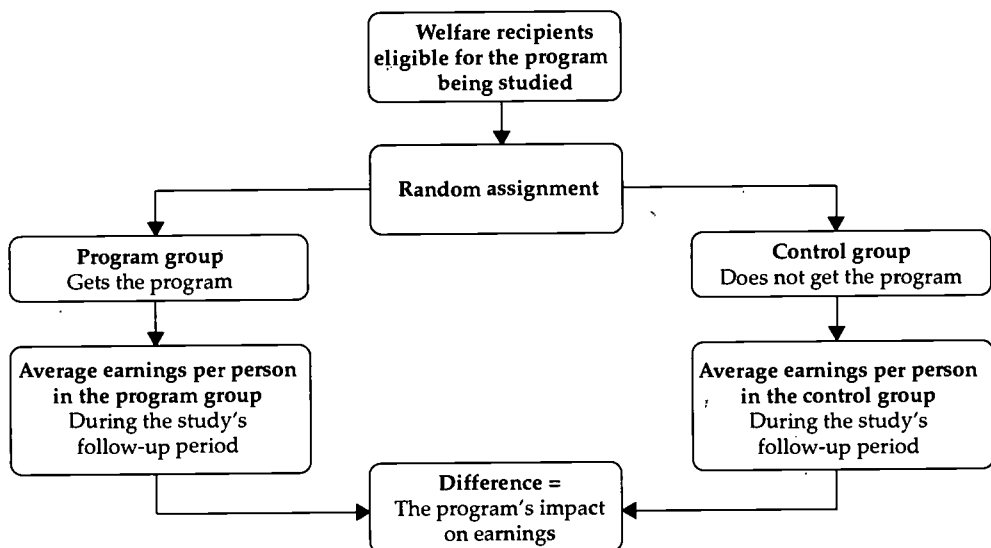 Welfare recipients
eligible for the program
being studied
Random assignment
Program group
Gets the program
Control group
Does not get the program
Average earnings per person
in the program group
During the study's
follow-up period
Average earnings per person
in the control group
During the study's
follow-up period
Difference =
The program's impact
on earnings